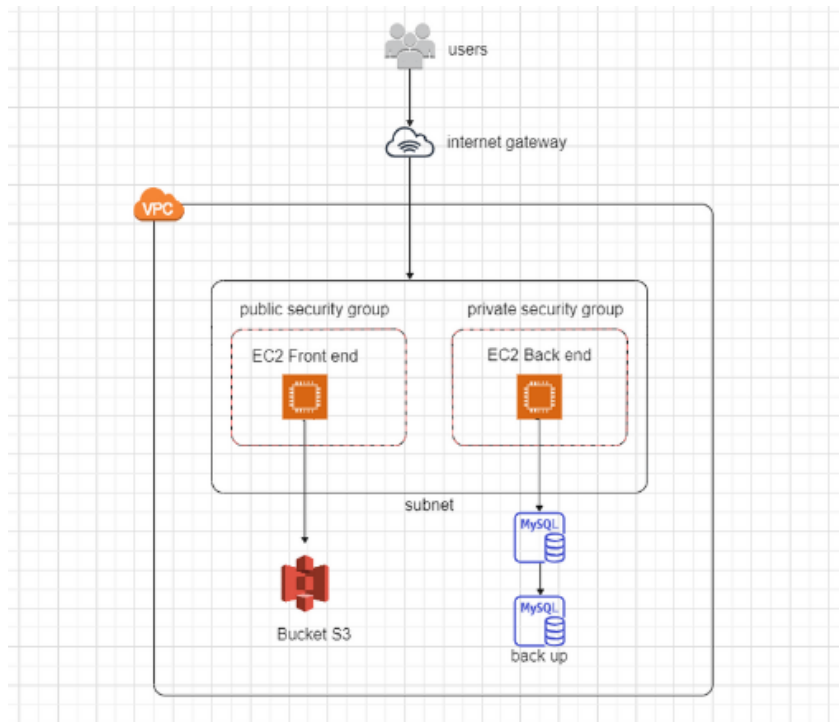 users
internet gateway
VPC
public security group
private security group
EC2 Front end
EC2 Back end
subnet
MySQL
Bucket S3
MySQL
back up